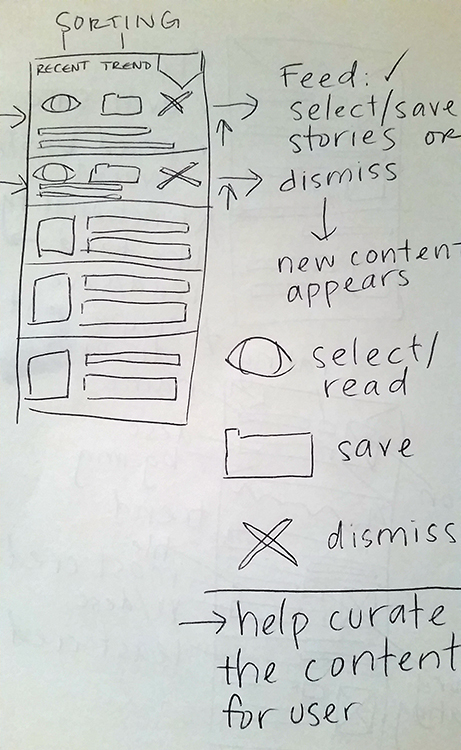 SORTING
RECENT TREND
Feed: ✓
select/save
stories or
dismiss
new conten
appears
select/
read
save
dismiss
→ help curate
the content
for user